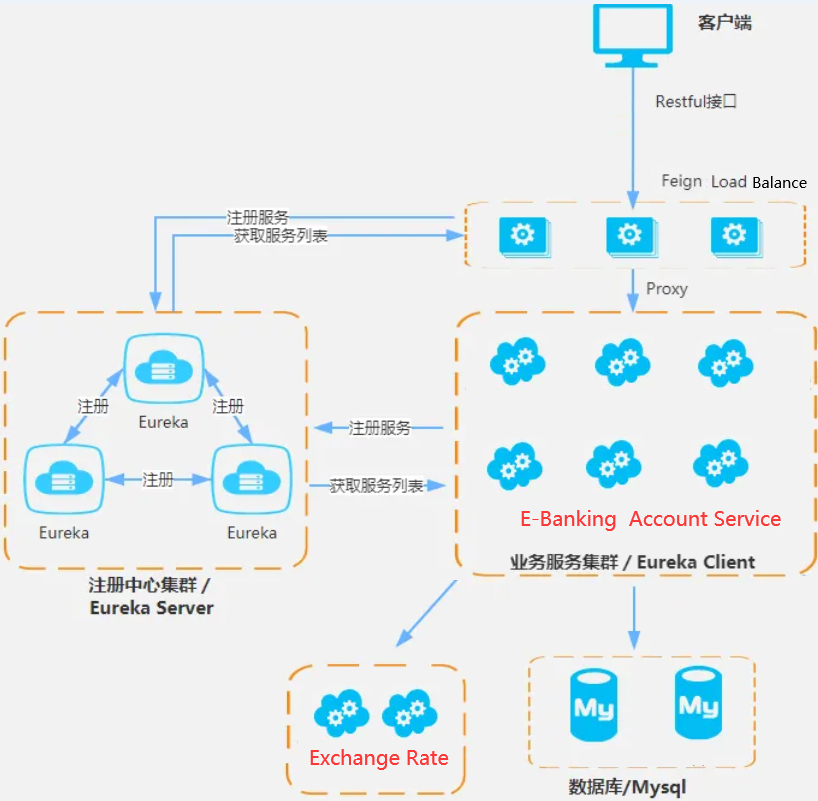 客户端
Restful接口
Feign Load Balance
注册服务
获取服务列表
Proxy
Eureka
注册
注册
注册
Eureka
Eureka
注册中心集群 /
Eureka Server
注册服务
获取服务列表
E-Banking Account Service
业务服务集群 / Eureka Client
Exchange Rate
My
My
数据库/Mysql